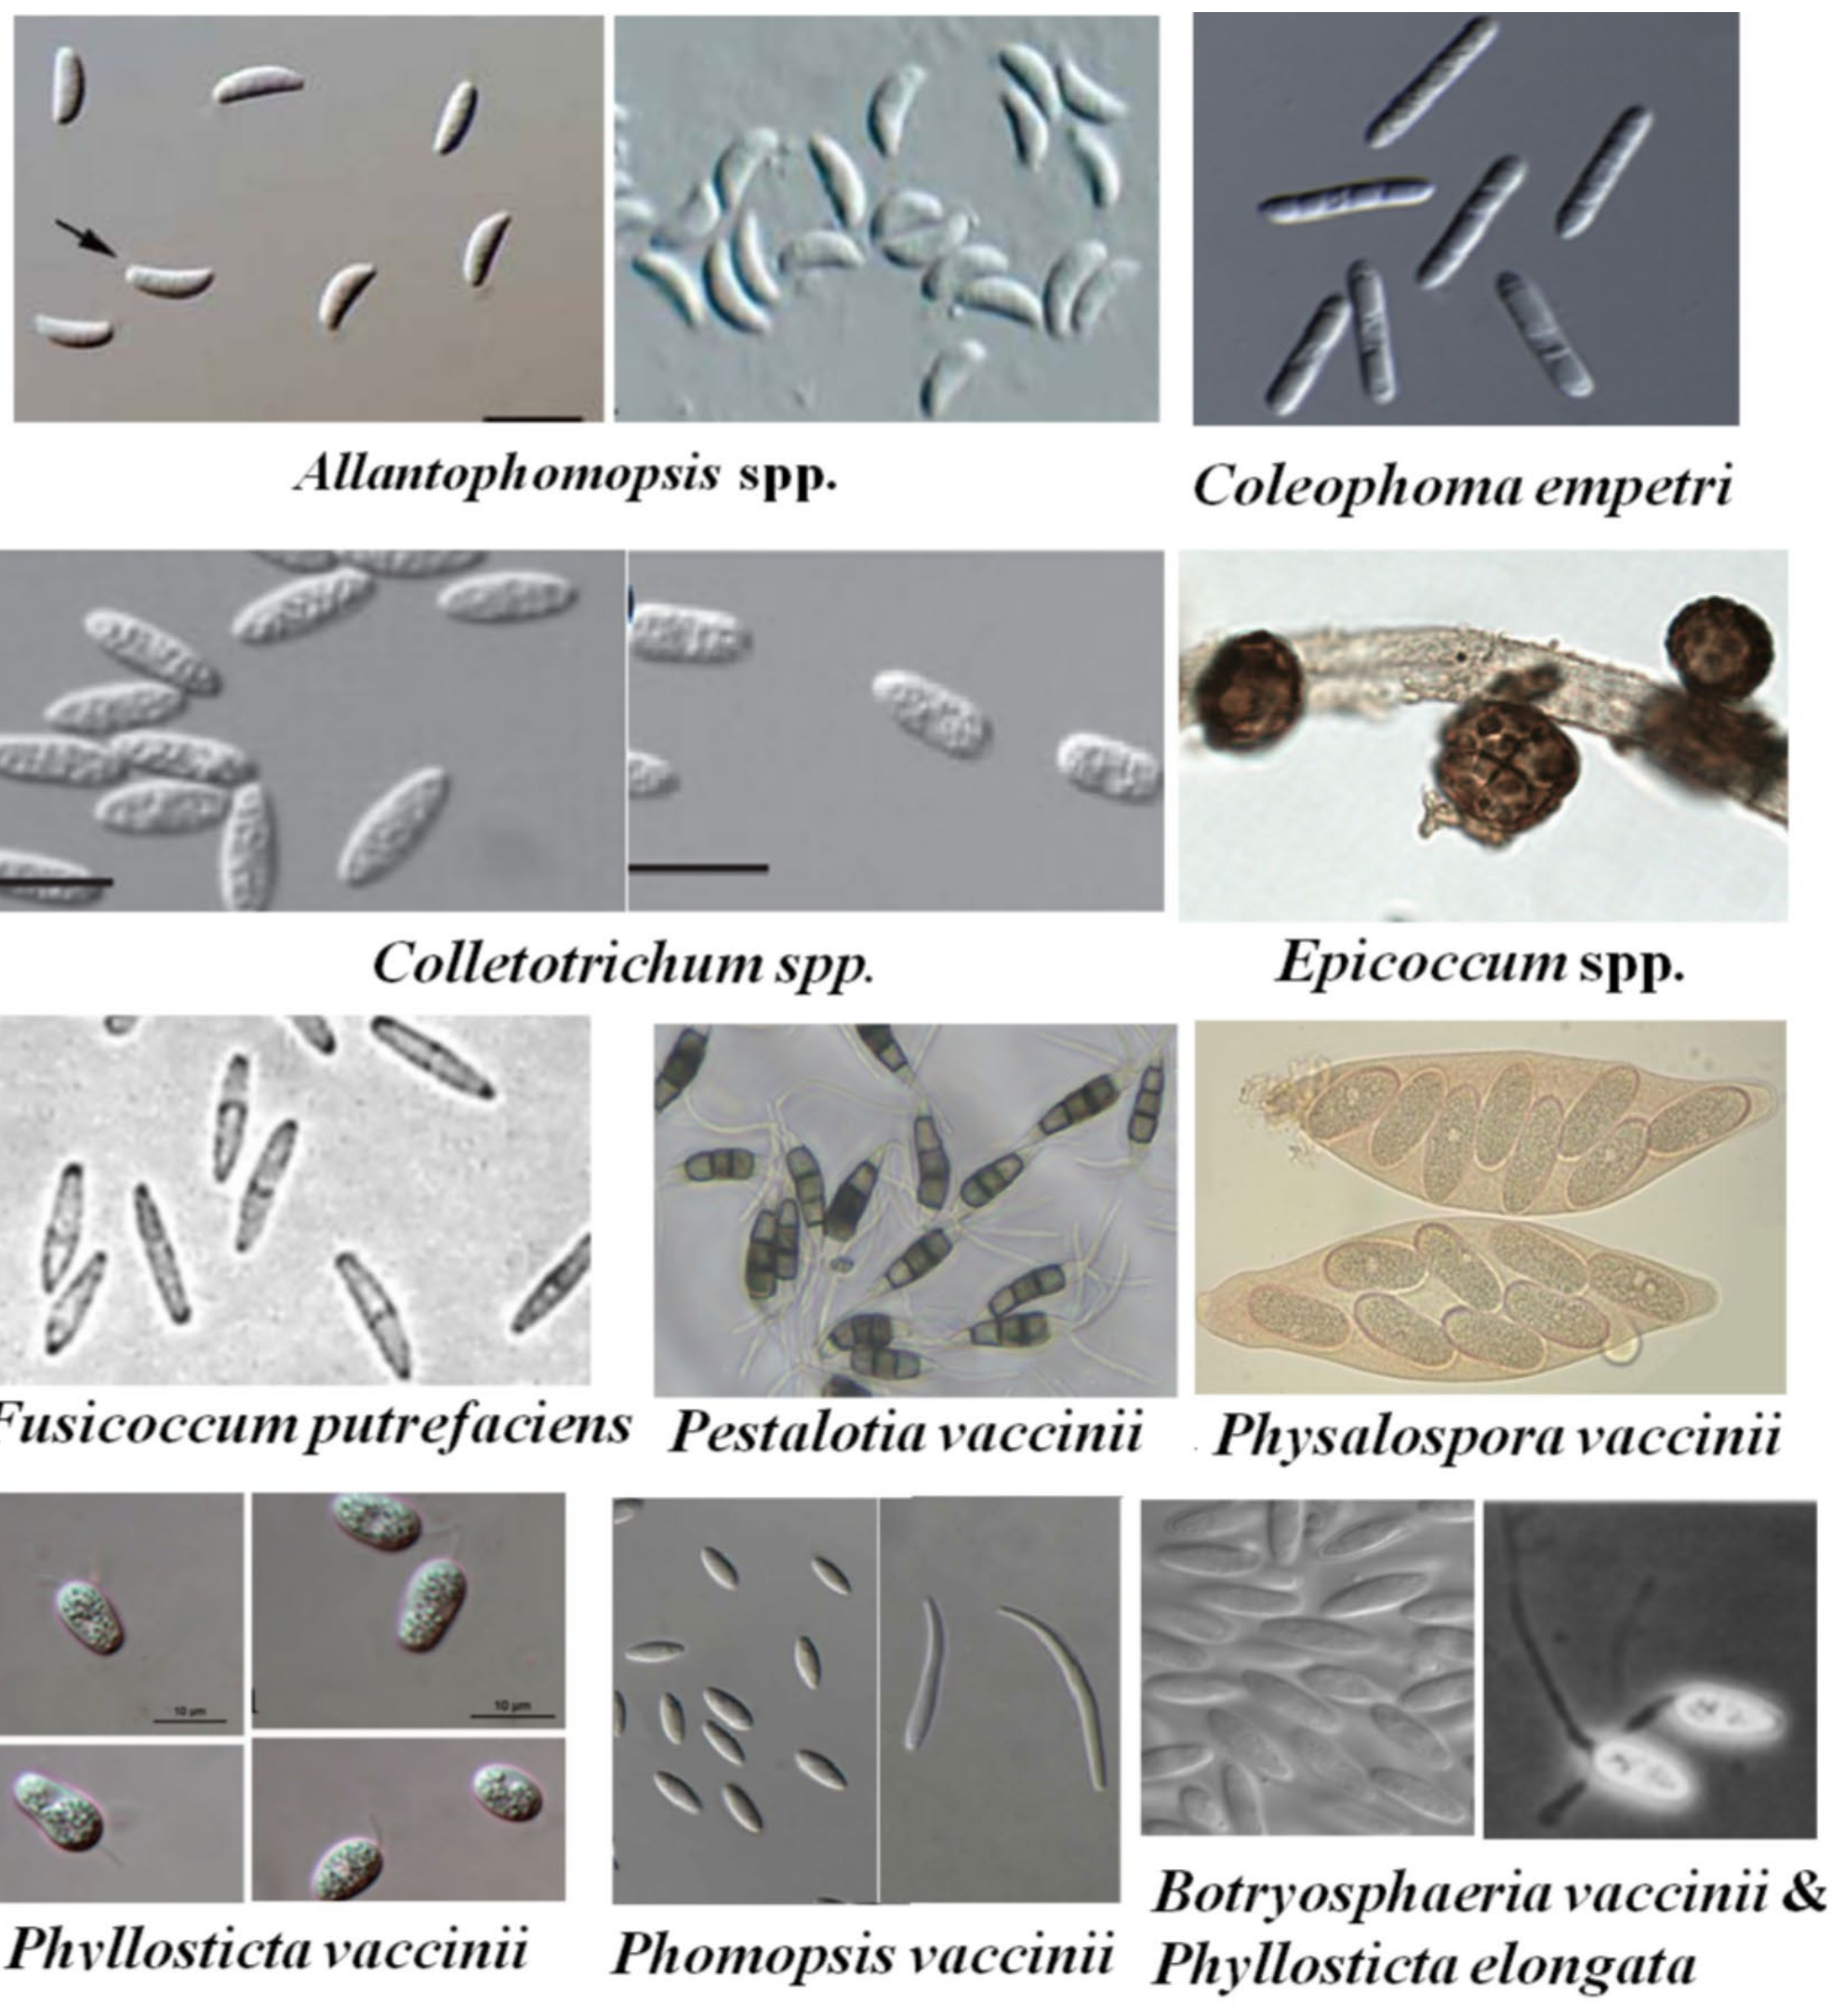 Allantophomopsis spp.
Coleophoma empetri
Colletotrichum spp.
Epicoccum spp.
Fusicoccum putrefaciens
Pestalotia vaccinii
Physalospora vaccinii
10 µm
10 µm
Phyllosticta vaccinii
Phomopsis vaccinii
Botryosphaeria vaccinii &
Phyllosticta elongata